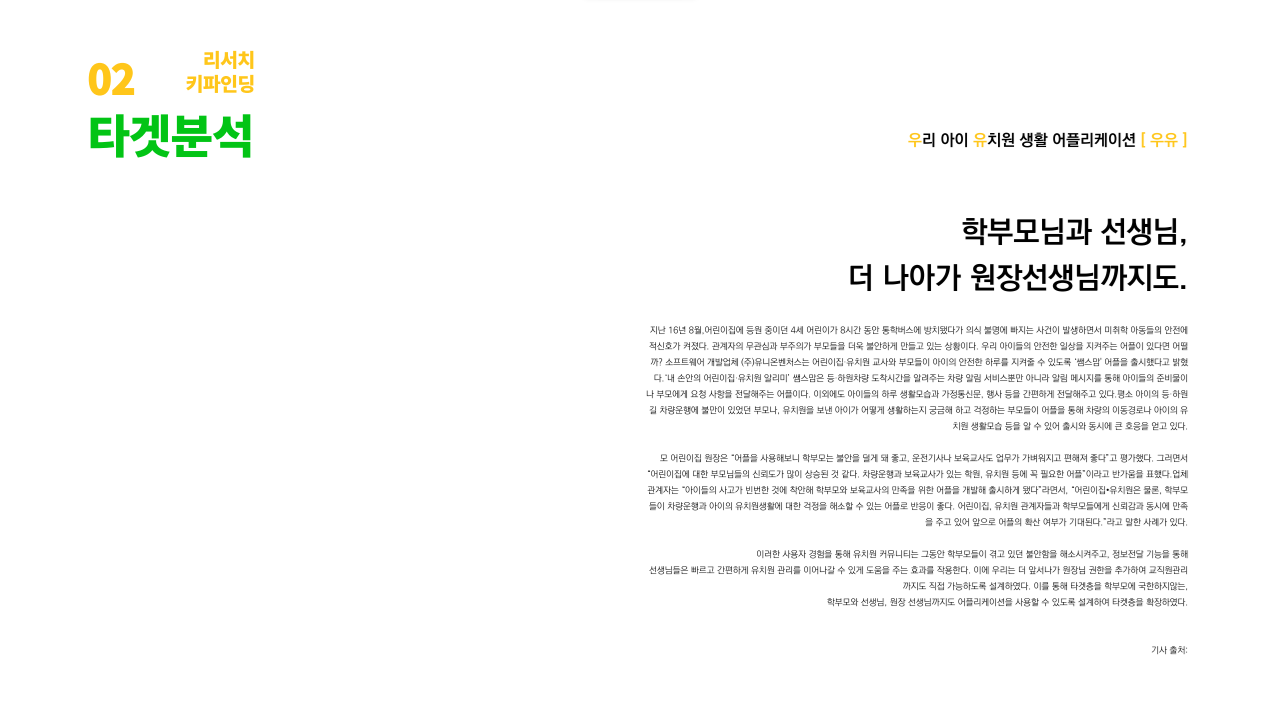 02
리서치
키파인딩
타겟분석
우리 아이 유치원 생활 어플리케이션 [ 우유 ]
학부모님과 선생님,
더 나아가 원장선생님까지도.
지난 16년 8월,어린이집에 등원 중이던 4세 어린이가 8시간 동안 통학버스에 방치됐다가 의식 불명에 빠지는 사건이 발생하면서 미취학 아동들의 안전에
적신호가 커졌다. 관계자의 무관심과 부주의가 부모들을 더욱 불안하게 만들고 있는 상황이다. 우리 아이들의 안전한 일상을 지켜주는 어플이 있다면 어떨
까? 소프트웨어 개발업체 (주)유니온벤처스는 어린이집·유치원 교사와 부모들이 아이의 안전한 하루를 지켜줄 수 있도록 ‘쌤스맘’ 어플을 출시했다고 밝혔
다.‘내 손안의 어린이집·유치원 알리미’ 쌤스맘은 등·하원차량 도착시간을 알려주는 차량 알림 서비스뿐만 아니라 알림 메시지를 통해 아이들의 준비물이
나 부모에게 요청 사항을 전달해주는 어플이다. 이외에도 아이들의 하루 생활모습과 가정통신문, 행사 등을 간편하게 전달해주고 있다.평소 아이의 등·하원
길 차량운행에 불만이 있었던 부모나, 유치원을 보낸 아이가 어떻게 생활하는지 궁금해 하고 걱정하는 부모들이 어플을 통해 차량의 이동경로나 아이의 유
치원 생활모습 등을 알 수 있어 출시와 동시에 큰 호응을 얻고 있다.
모 어린이집 원장은 “어플을 사용해보니 학부모는 불안을 덜게 돼 좋고, 운전기사나 보육교사도 업무가 가벼워지고 편해져 좋다”고 평가했다. 그러면서
“어린이집에 대한 부모님들의 신뢰도가 많이 상승된 것 같다. 차량운행과 보육교사가 있는 학원, 유치원 등에 꼭 필요한 어플”이라고 반가움을 표했다.업체
관계자는 “아이들의 사고가 빈번한 것에 착안해 학부모와 보육교사의 만족을 위한 어플을 개발해 출시하게 됐다”라면서, “어린이집•유치원은 물론, 학부모
들이 차량운행과 아이의 유치원생활에 대한 걱정을 해소할 수 있는 어플로 반응이 좋다. 어린이집, 유치원 관계자들과 학부모들에게 신뢰감과 동시에 만족
을 주고 있어 앞으로 어플의 확산 여부가 기대된다.”라고 말한 사례가 있다.
이러한 사용자 경험을 통해 유치원 커뮤니티는 그동안 학부모들이 겪고 있던 불안함을 해소시켜주고, 정보전달 기능을 통해
선생님들은 빠르고 간편하게 유치원 관리를 이어나갈 수 있게 도움을 주는 효과를 작용한다. 이에 우리는 더 앞서나가 원장님 권한을 추가하여 교직원관리
까지도 직접 가능하도록 설계하였다. 이를 통해 타겟층을 학부모에 국한하지않는,
학부모와 선생님, 원장 선생님까지도 어플리케이션을 사용할 수 있도록 설계하여 타켓층을 확장하였다.
기사 출처: